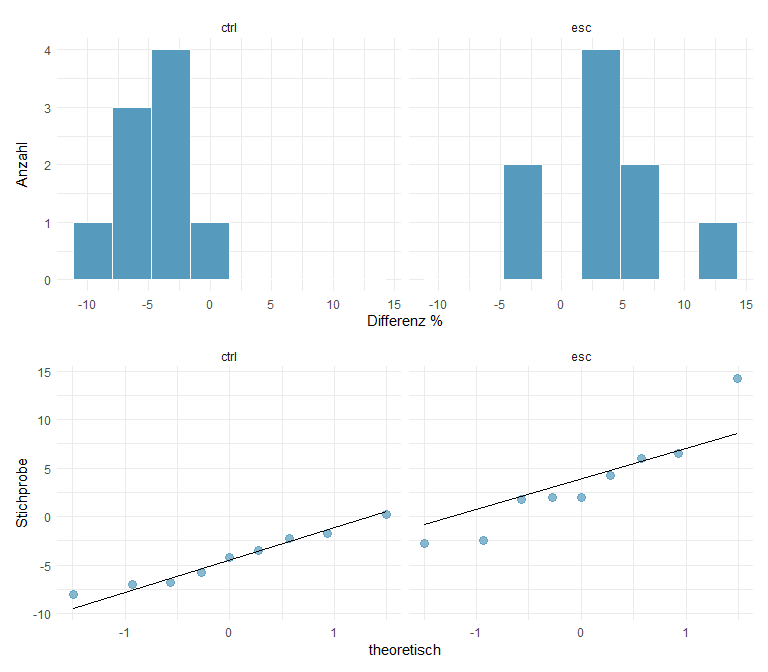 ctrl esc
4
3
2
1
0
Anzahl
-10 -5 0 5 10 15 -10 -5 0 5 10 15
Differenz %
ctrl esc
15
10
5
0
-5
-10
Stichprobe
-1 0 1 -1 0 1
theoretisch